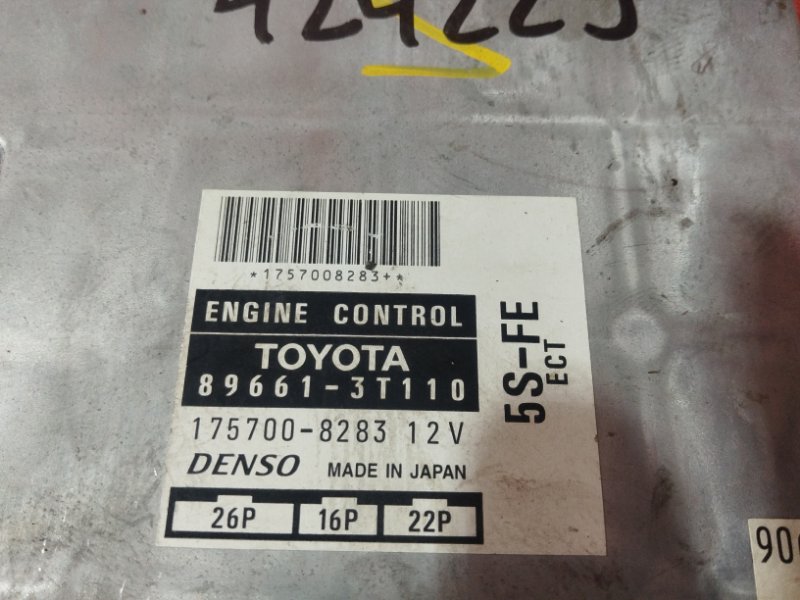 *1757008283+*
ENGINE CONTROL
TOYOTA
89661-3T110
175700-8283 12V
DENSO MADE IN JAPAN
26P 16P 22P
5S-FE
ECT
90